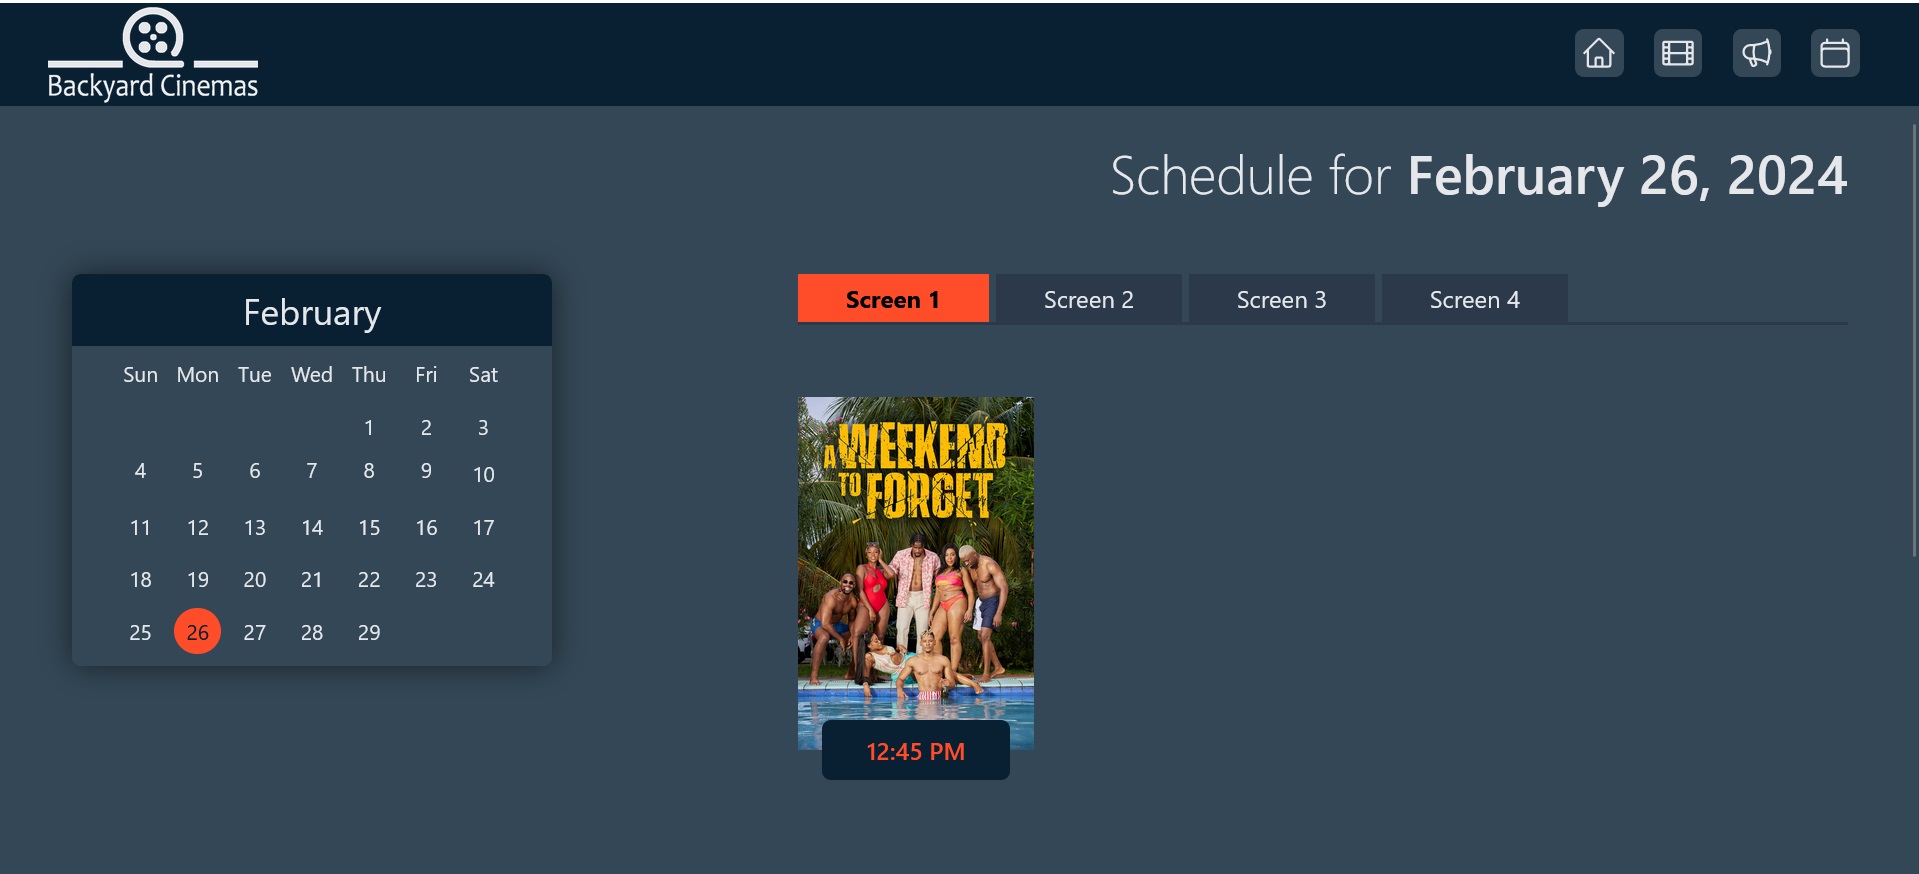 Backyard Cinemas
Schedule for February 26, 2024
February
Sun Mon Tue Wed Thu Fri Sat
1 2 3
4 5 6 7 8 9 10
11 12 13 14 15 16 17
18 19 20 21 22 23 24
25 26 27 28 29
Screen 1 Screen 2 Screen 3 Screen 4
A WEEKEND
TO FORGET
12:45 PM